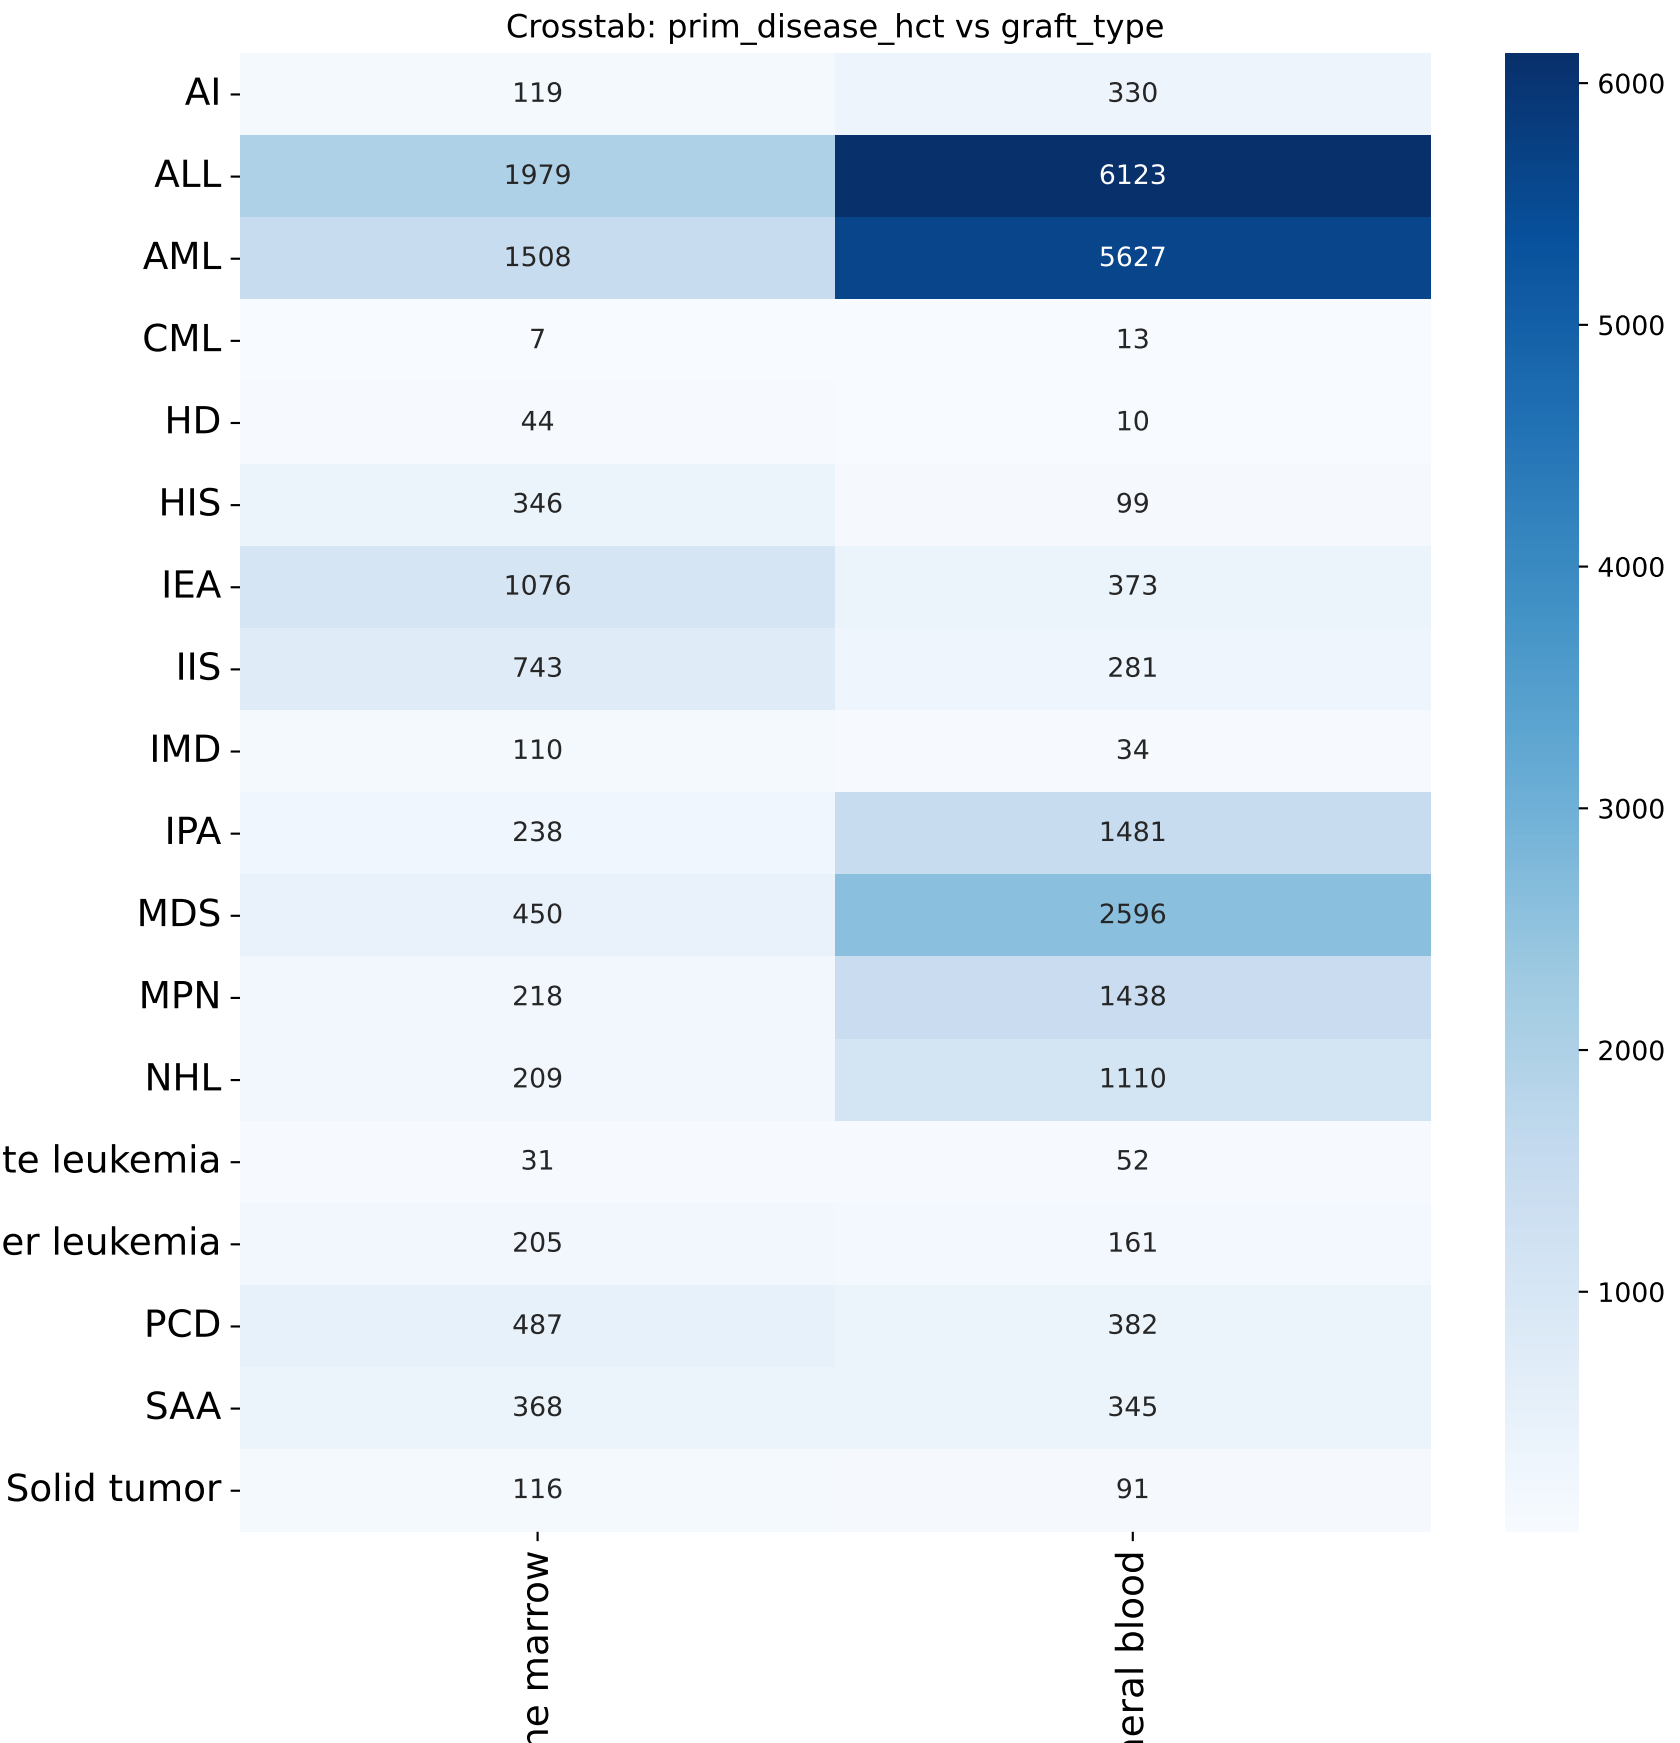 Crosstab: prim_disease_hct vs graft_type
AI 119 330
ALL 1979 6123
AML 1508 5627
CML 7 13
HD 44 10
HIS 346 99
IEA 1076 373
IIS 743 281
IMD 110 34
IPA 238 1481
MDS 450 2596
MPN 218 1438
NHL 209 1110
te leukemia 31 52
er leukemia 205 161
PCD 487 382
SAA 368 345
Solid tumor 116 91
ne marrow
heral blood
6000
5000
4000
3000
2000
1000